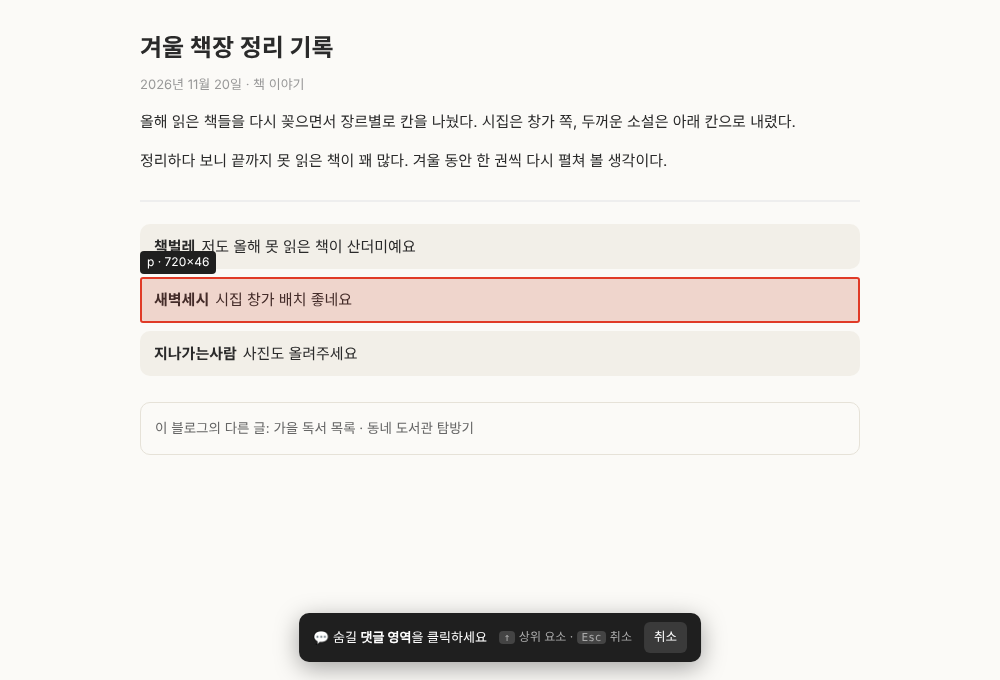 겨울 책장 정리 기록
2026년 11월 20일 · 책 이야기
올해 읽은 책들을 다시 꽂으면서 장르별로 칸을 나눴다. 시집은 창가 쪽, 두꺼운 소설은 아래 칸으로 내렸다.
정리하다 보니 끝까지 못 읽은 책이 꽤 많다. 겨울 동안 한 권씩 다시 펼쳐 볼 생각이다.
책벌레 저도 올해 못 읽은 책이 산더미예요
p · 720×46
새벽세시 시집 창가 배치 좋네요
지나가는사람 사진도 올려주세요
이 블로그의 다른 글: 가을 독서 목록 · 동네 도서관 탐방기
💬 숨길 댓글 영역을 클릭하세요 ↑ 상위 요소 · Esc 취소 취소